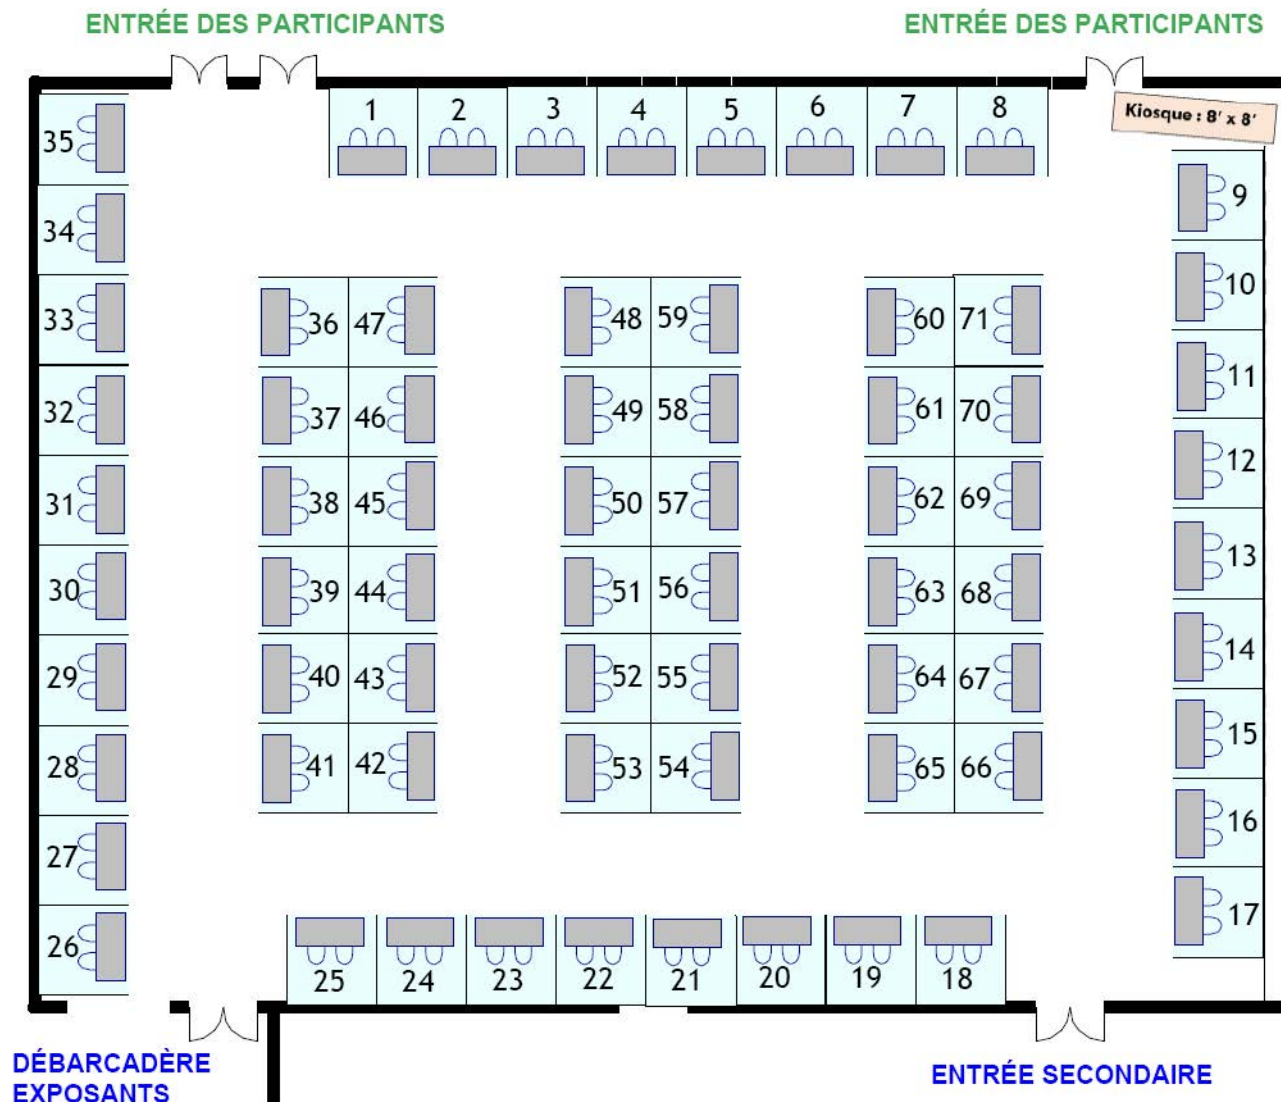 ENTRÉE DES PARTICIPANTS ENTRÉE DES PARTICIPANTS
Kiosque : 8' x 8'
1 2 3 4 5 6 7 8
35
9
34
10
33
36 47 48 59 60 71
11
32
37 46 49 58 61 70
12
31
38 45 50 57 62 69
13
30
39 44 51 56 63 68
14
29
40 43 52 55 64 67
15
28
41 42 53 54 65 66
16
27
17
26
25 24 23 22 21 20 19 18
DÉBARCADÈRE
EXPOSANTS
ENTRÉE SECONDAIRE